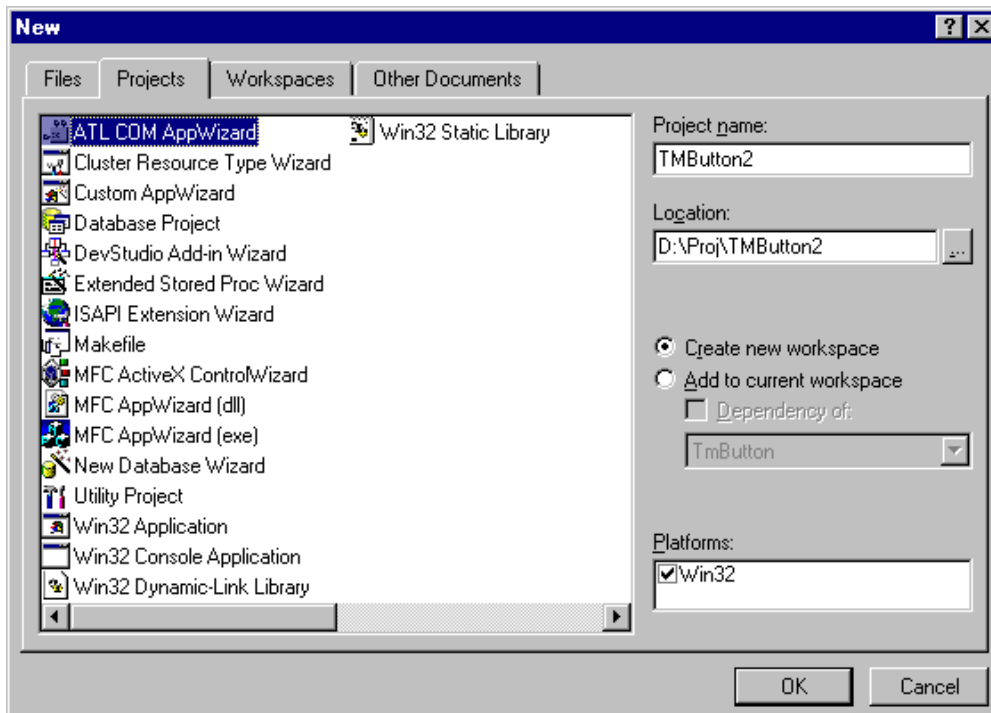 New
Files Projects Workspaces Other Documents
ATL COM AppWizard
Cluster Resource Type Wizard
Custom AppWizard
Database Project
DevStudio Add-in Wizard
Extended Stored Proc Wizard
ISAPI Extension Wizard
Makefile
MFC ActiveX ControlWizard
MFC AppWizard (dll)
MFC AppWizard (exe)
New Database Wizard
Utility Project
Win32 Application
Win32 Console Application
Win32 Dynamic-Link Library
Win32 Static Library
Project name:
TMButton2
Location:
D:\Proj\TMButton2
...
Create new workspace
Add to current workspace
Dependency of:
TmButton
Platforms:
Win32
OK Cancel